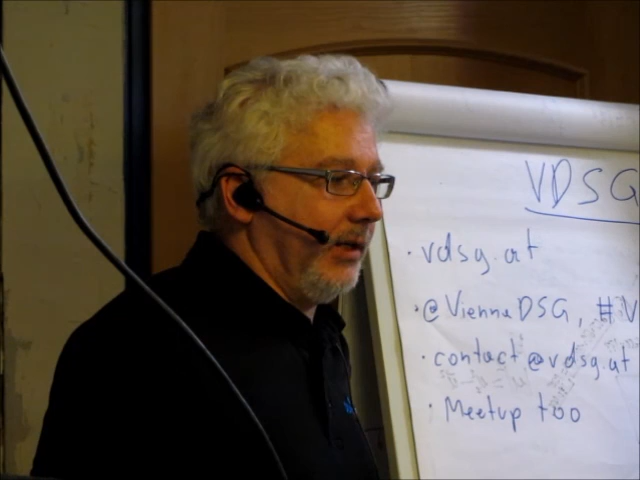 VDSG
· vdsg.at
· @ViennaDSG, #V
· contact@vdsg.at
· Meetup too